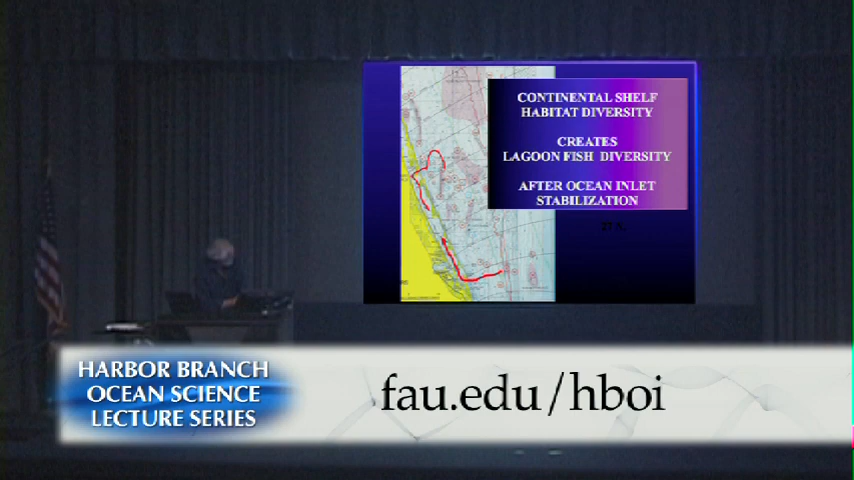 CONTINENTAL SHELF
HABITAT DIVERSITY
CREATES
LAGOON FISH DIVERSITY
AFTER OCEAN INLET
STABILIZATION
HARBOR BRANCH
OCEAN SCIENCE
LECTURE SERIES
fau.edu/hboi